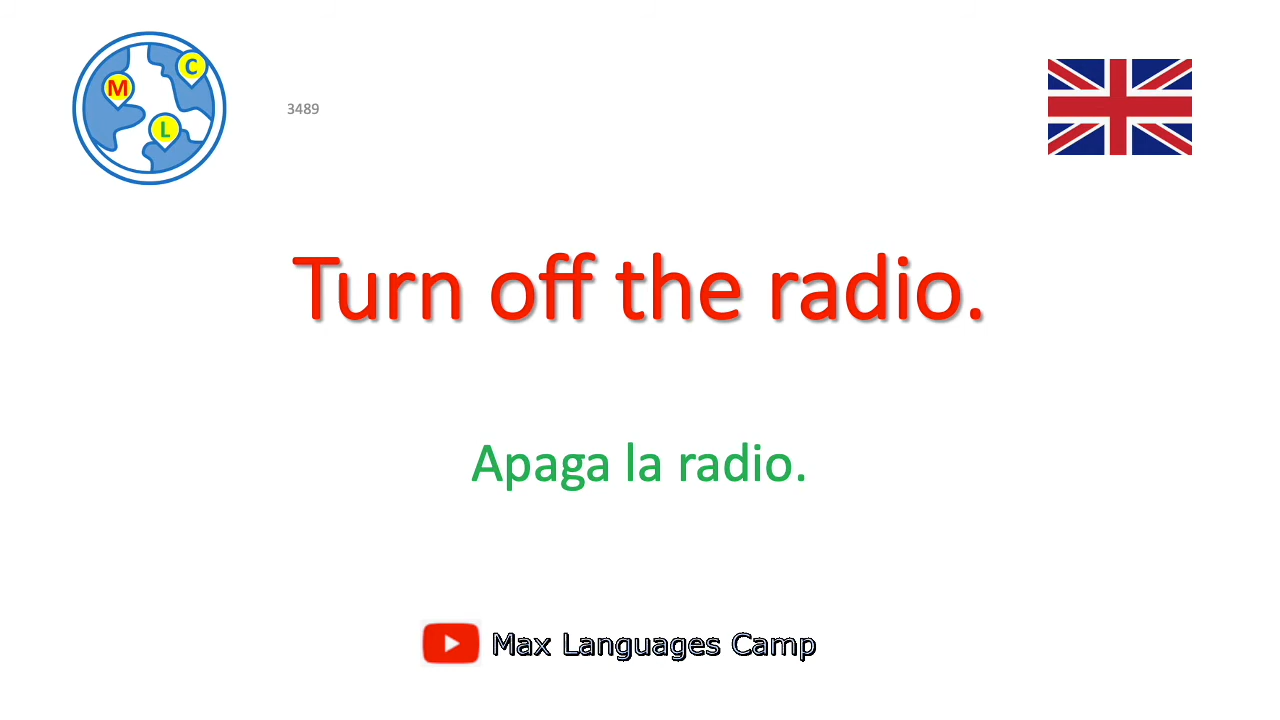 M
C
L
3489
Turn off the radio.
Apaga la radio.
Max Languages Camp